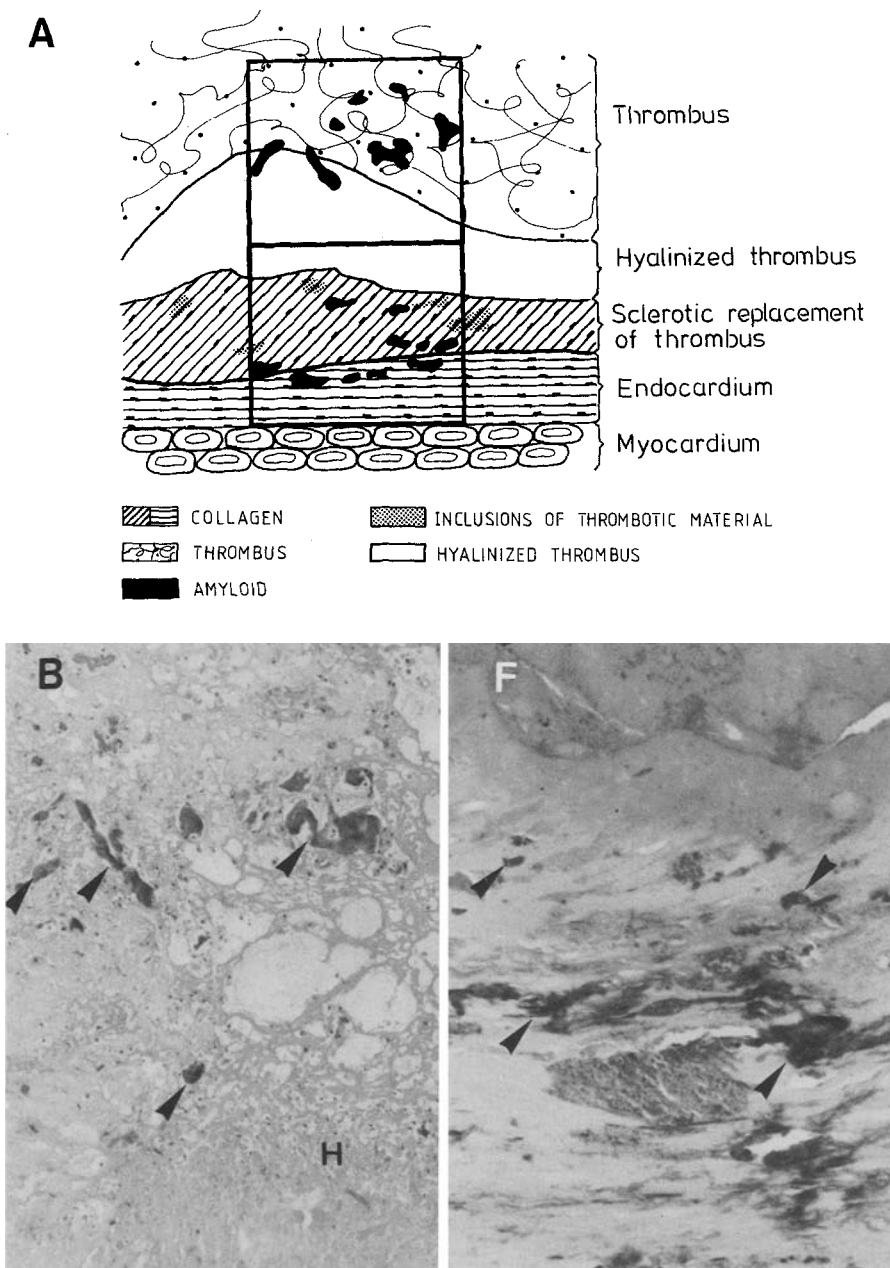 A
Thrombus
Hyalinized thrombus
Sclerotic replacement
of thrombus
Endocardium
Myocardium
COLLAGEN
INCLUSIONS OF THROMBOTIC MATERIAL
THROMBUS
HYALINIZED THROMBUS
AMYLOID
B
F
H